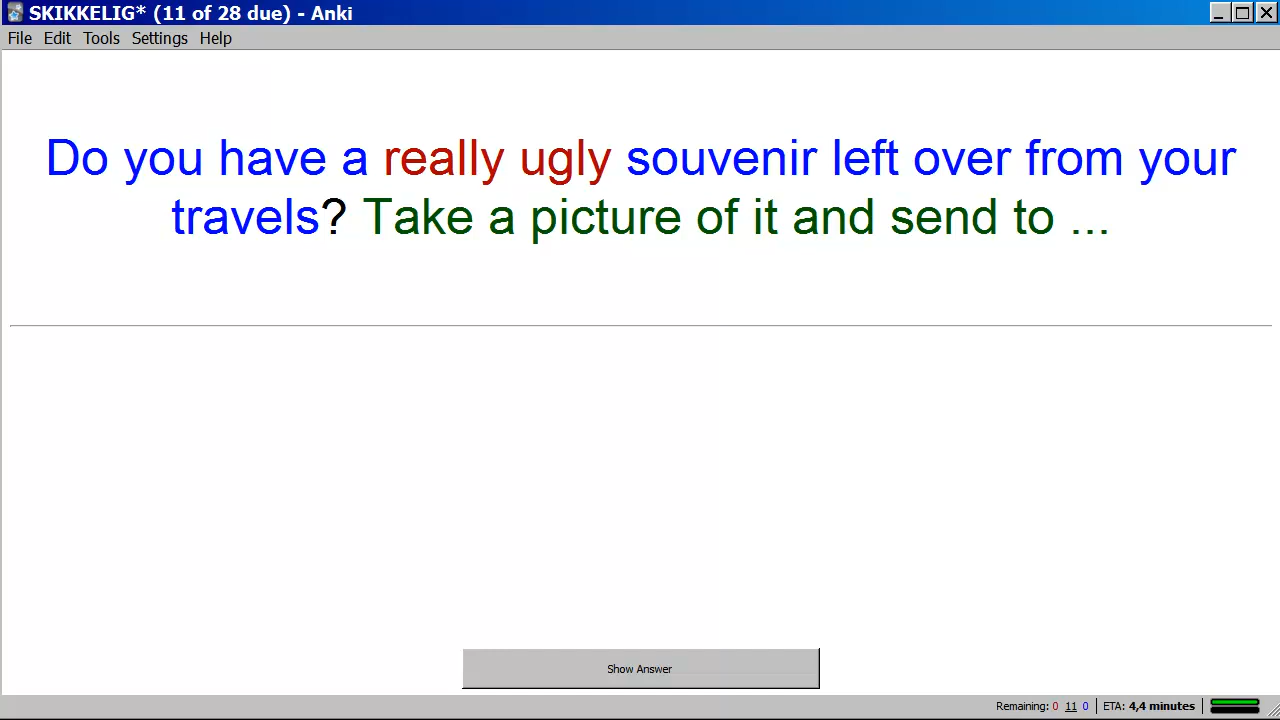 SKIKKELIG* (11 of 28 due) - Anki
File Edit Tools Settings Help
Do you have a really ugly souvenir left over from your
travels? Take a picture of it and send to ...
Show Answer
Remaining: 0 11 0 ETA: 4,4 minutes